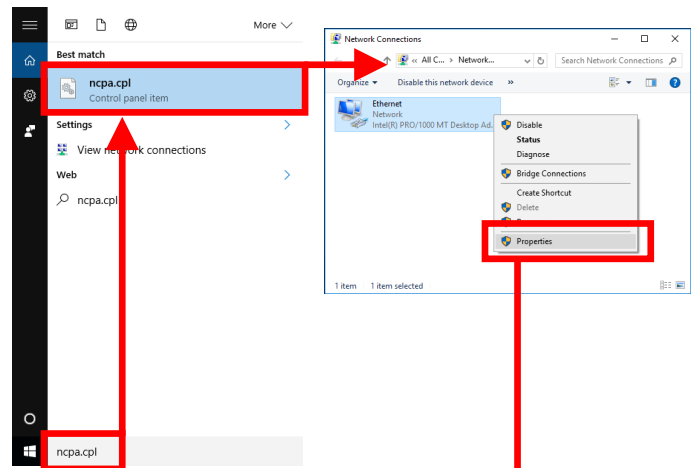 More
Best match
ncpa.cpl
Control panel item
Settings
View network connections
Web
ncpa.cpl
ncpa.cpl
Network Connections
« All C... › Network...
Search Network Connections
Organize
Disable this network device
»
Ethernet
Network
Intel(R) PRO/1000 MT Desktop Ad...
Disable
Status
Diagnose
Bridge Connections
Create Shortcut
Delete
Properties
1 item
1 item selected